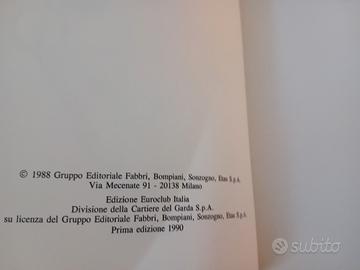 © 1988 Gruppo Editoriale Fabbri, Bompiani, Sonzogno, Etas S.p.A.
Via Mecenate 91 - 20138 Milano
Edizione Euroclub Italia
Divisione della Cartiere del Garda S.p.A.
su licenza del Gruppo Editoriale Fabbri, Bompiani, Sonzogno, Etas S.p.A.
Prima edizione 1990
subito